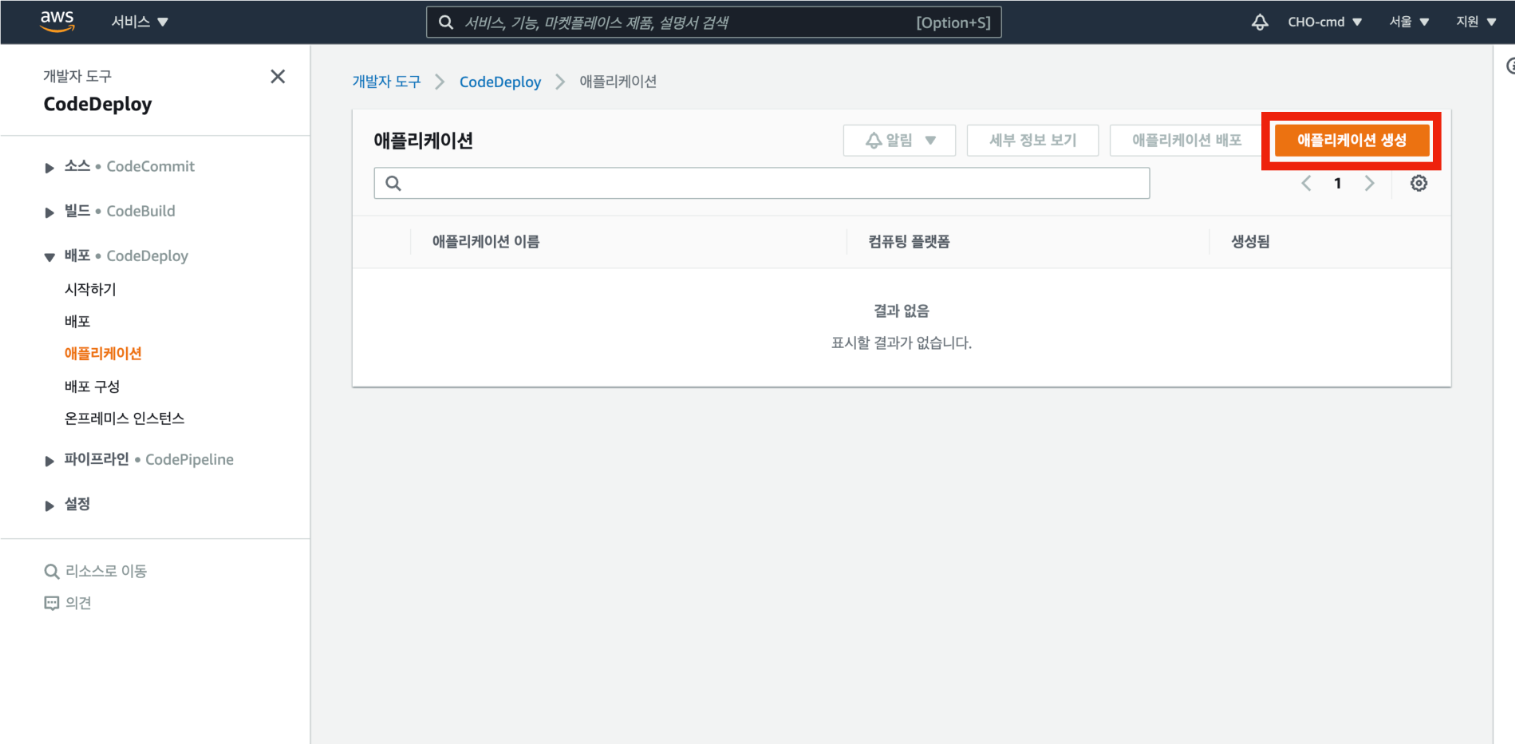 aws 서비스 ▼ 서비스, 기능, 마켓플레이스 제품, 설명서 검색 [Option+S] CHO-cmd ▼ 서울 ▼ 지원 ▼
개발자 도구
CodeDeploy
소스 • CodeCommit
빌드 • CodeBuild
배포 • CodeDeploy
시작하기
배포
애플리케이션
배포 구성
온프레미스 인스턴스
파이프라인 • CodePipeline
설정
리소스로 이동
의견
개발자 도구 > CodeDeploy > 애플리케이션
애플리케이션 알림 ▼ 세부 정보 보기 애플리케이션 배포 애플리케이션 생성
< 1 >
애플리케이션 이름 컴퓨팅 플랫폼 생성됨
결과 없음
표시할 결과가 없습니다.